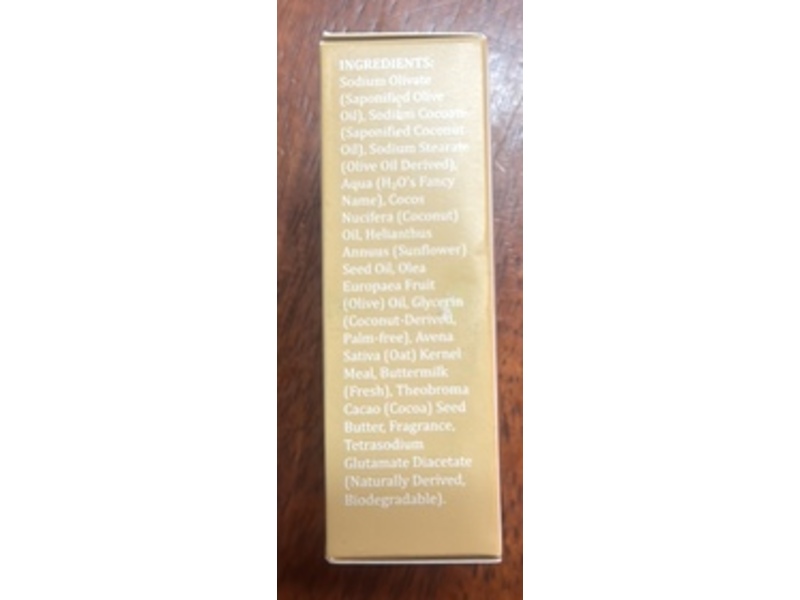 INGREDIENTS:
Sodium Olivate
(Saponified Olive
Oil), Sodium Cocoate
(Saponified Coconut
Oil), Sodium Stearate
(Olive Oil Derived),
Aqua (H₂O's Fancy
Name), Cocos
Nucifera (Coconut)
Oil, Helianthus
Annuus (Sunflower)
Seed Oil, Olea
Europaea Fruit
(Olive) Oil, Glycerin
(Coconut-Derived,
Palm-free), Avena
Sativa (Oat) Kernel
Meal, Buttermilk
(Fresh), Theobroma
Cacao (Cocoa) Seed
Butter, Fragrance,
Tetrasodium
Glutamate Diacetate
(Naturally Derived,
Biodegradable).